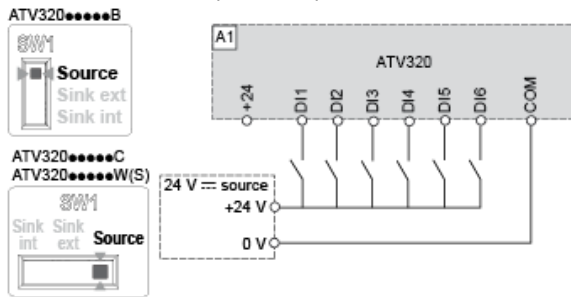 ATV320●●●●●B
SW1
Source
Sink ext
Sink int
A1
ATV320
+24 DI1 DI2 DI3 DI4 DI5 DI6 COM
ATV320●●●●●C
ATV320●●●●●W(S)
SW1
Sink int Sink ext Source
24 V ⎓ source
+24 V
0 V